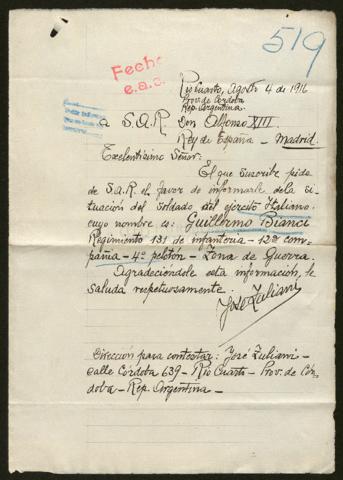 519
Fecho
e.a.s.
Rio Cuarto, Agosto 4 de 1916
Prov. de Córdoba
Rep. Argentina.
a S.A.R. Don Alfonso XIII
Rey de España - Madrid.
Exelentísimo Señor:
El que suscribe pide
de S.a.R. el favor de informarle de la si-
tuación del soldado del ejército Italiano
cuyo nombre es: Guillermo Bianci
Regimiento 131 de infantería - 12ª com-
pañia - 4º pelotón - Zona de Guerra.
Agradeciéndole esta información, le
saluda respetuosamente.
José Zuliani
Dirección para contestar: José Zuliani -
calle Córdoba 639 - Río Cuarto - Prov. de Cór-
doba - Rep. Argentina -